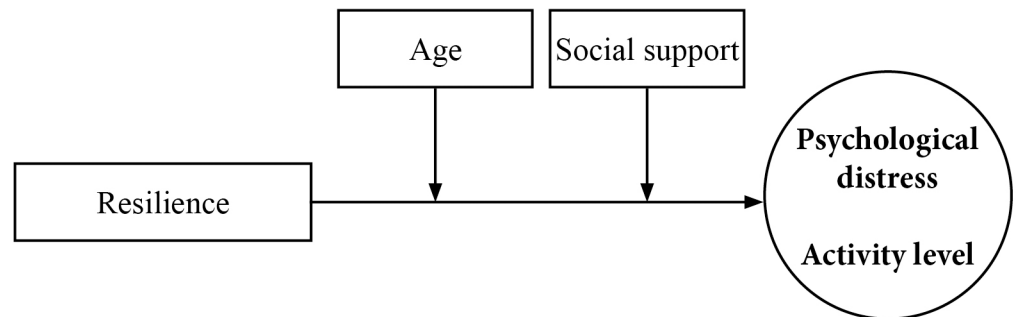 Age
Social support
Resilience
Psychological
distress
Activity level